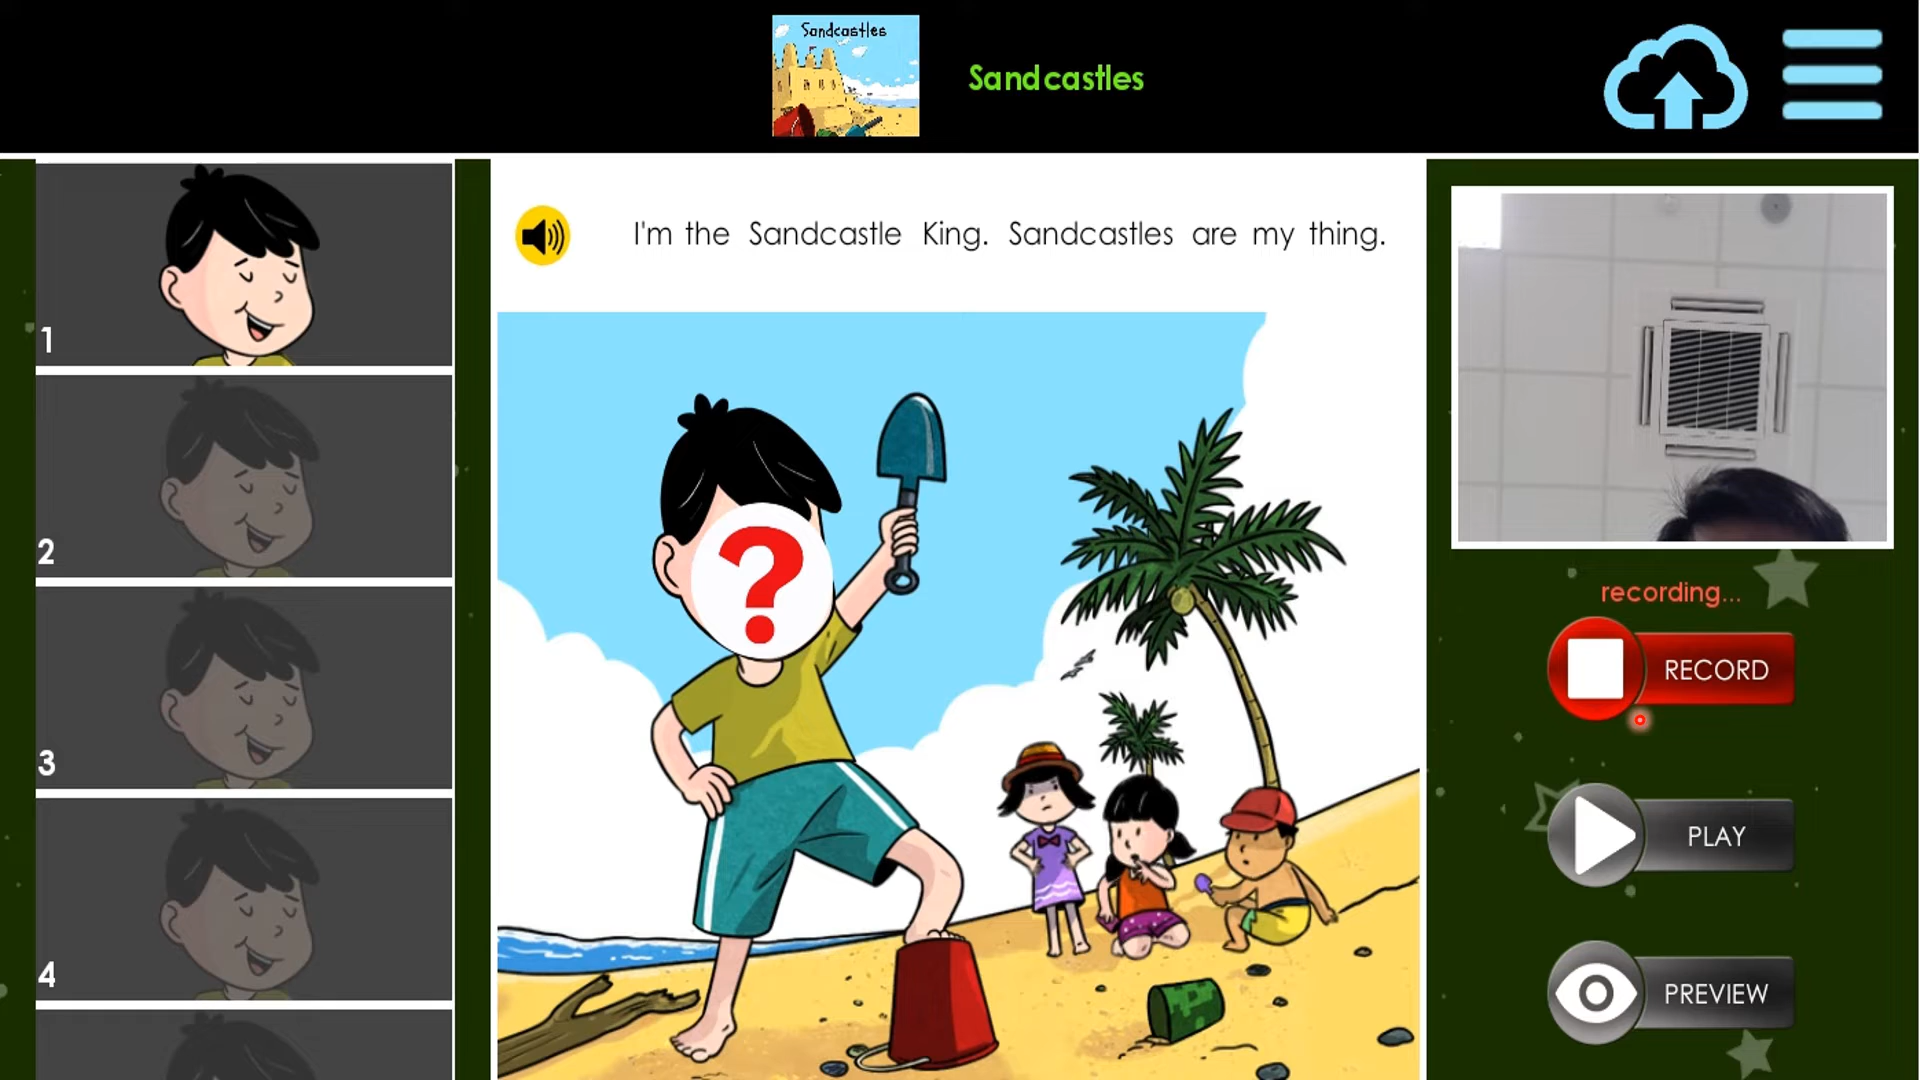 Sandcastles
Sandcastles
I'm the Sandcastle King. Sandcastles are my thing.
1
2
3
4
?
recording...
RECORD
PLAY
PREVIEW